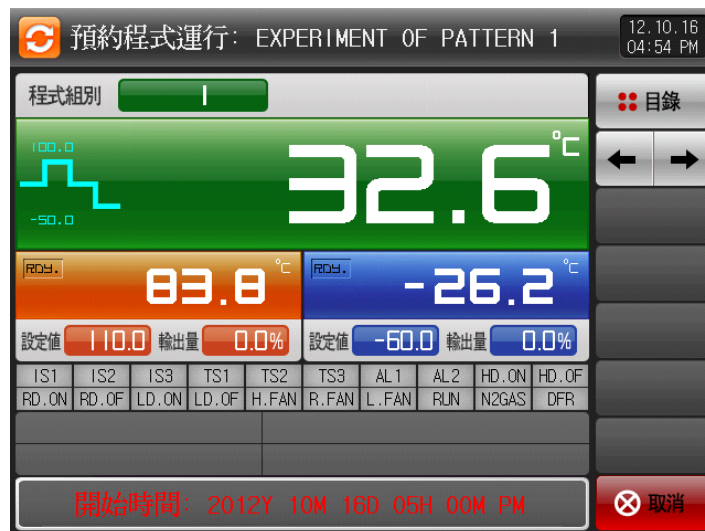 預約程式運行: EXPERIMENT OF PATTERN 1
12.10.16
04:54 PM
程式組別 1
目錄
100.0
-50.0
32.6 °C
RDY. 83.8 °C
RDY. -26.2 °C
設定值 110.0 輸出量 0.0%
設定值 -60.0 輸出量 0.0%
IS1 IS2 IS3 TS1 TS2 TS3 AL1 AL2 HD.ON HD.OF
RD.ON RD.OF LD.ON LD.OF H.FAN R.FAN L.FAN RUN N2GAS DFR
開始時間: 2012Y 10M 16D 05H 00M PM
取消